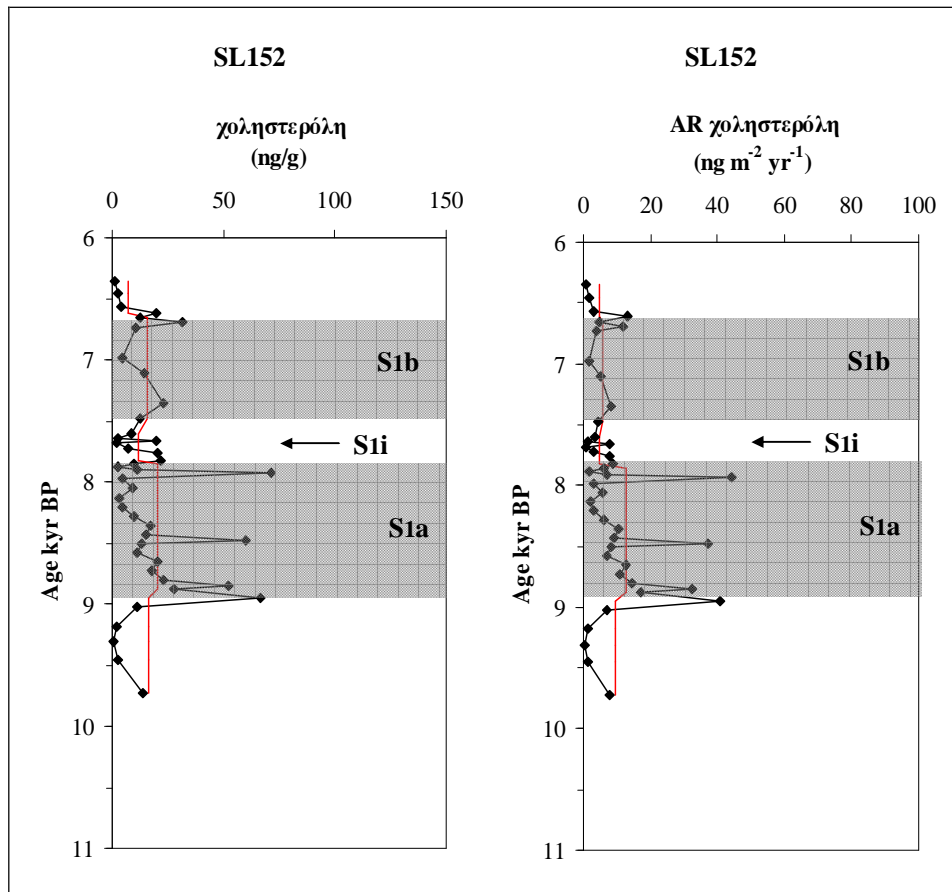 SL152
χοληστερόλη
(ng/g)
0 50 100 150
6
7
8
9
10
11
Age kyr BP
S1b
S1i
S1a
SL152
AR χοληστερόλη
(ng m⁻² yr⁻¹)
0 20 40 60 80 100
6
7
8
9
10
11
Age kyr BP
S1b
S1i
S1a